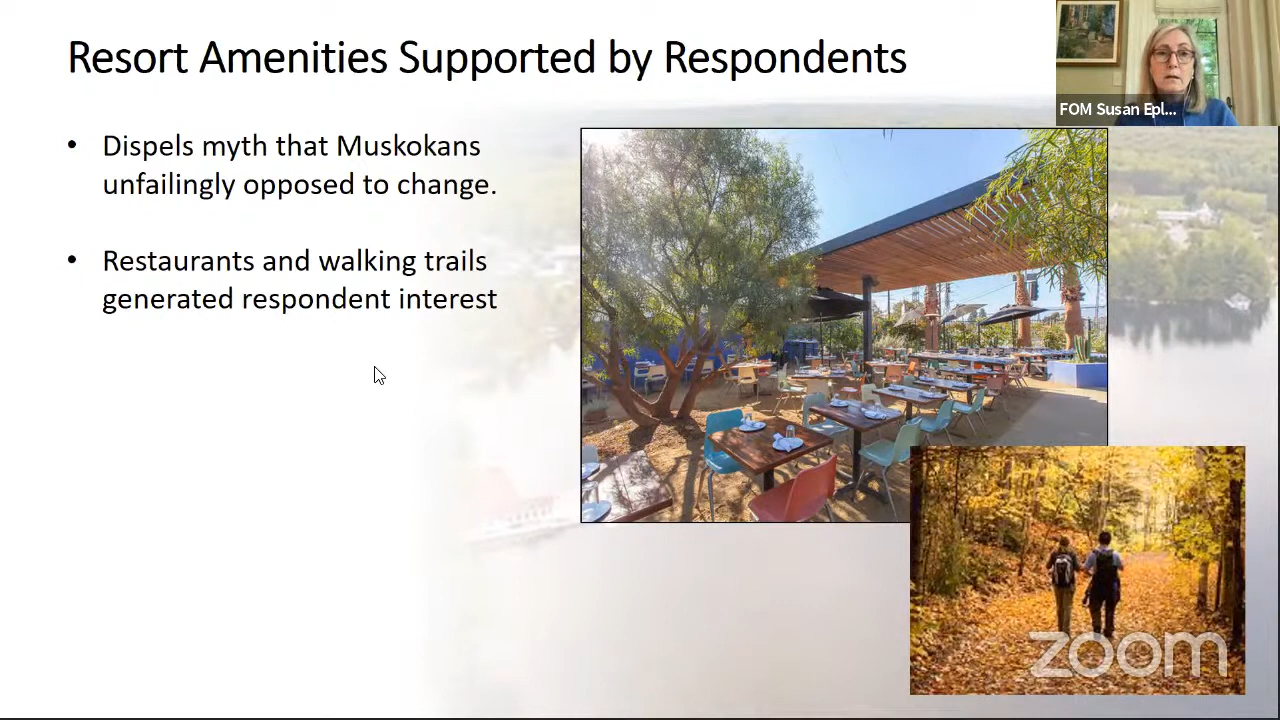 Resort Amenities Supported by Respondents
FOM Susan Epl...
• Dispels myth that Muskokans
unfailingly opposed to change.
• Restaurants and walking trails
generated respondent interest
zoom